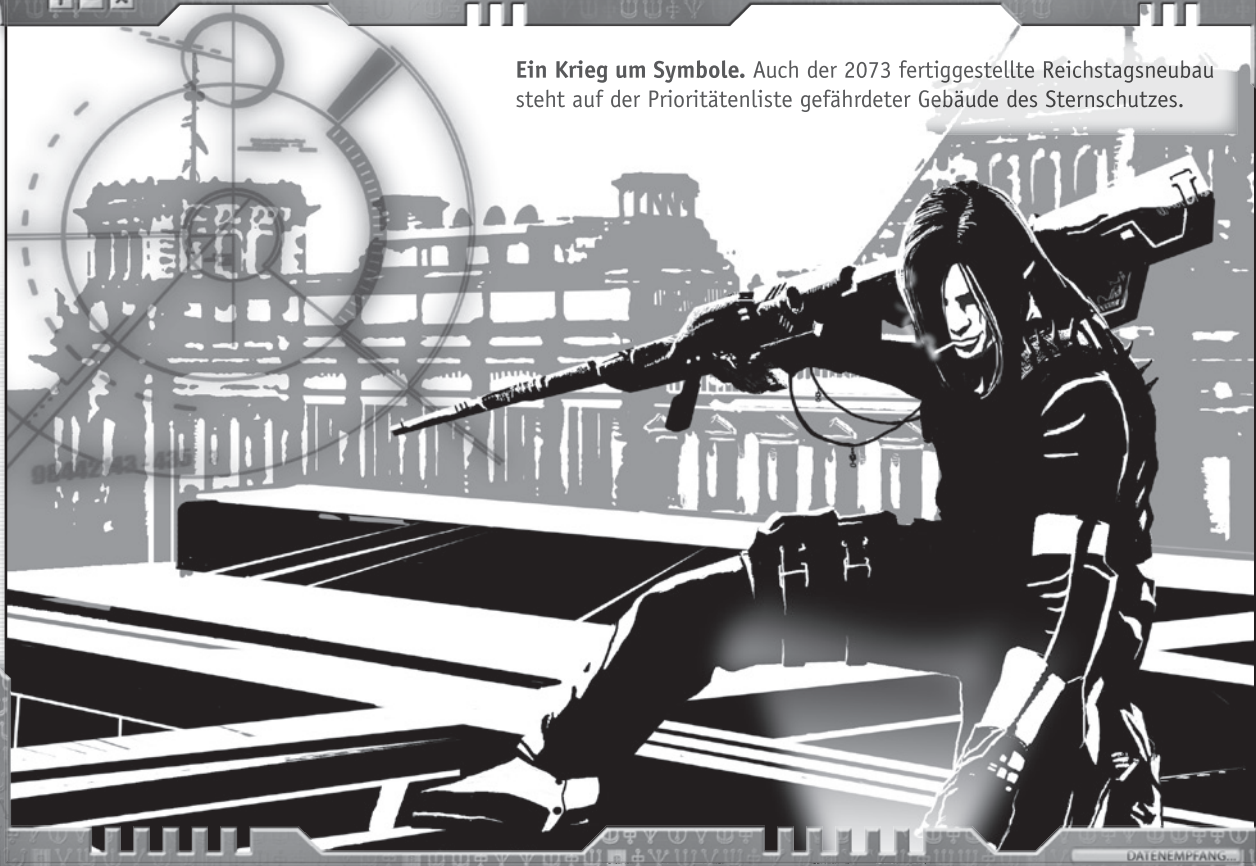 Ein Krieg um Symbole. Auch der 2073 fertiggestellte Reichstagsneubau
steht auf der Prioritätenliste gefährdeter Gebäude des Sternschutzes.
DATENEMPFANG...